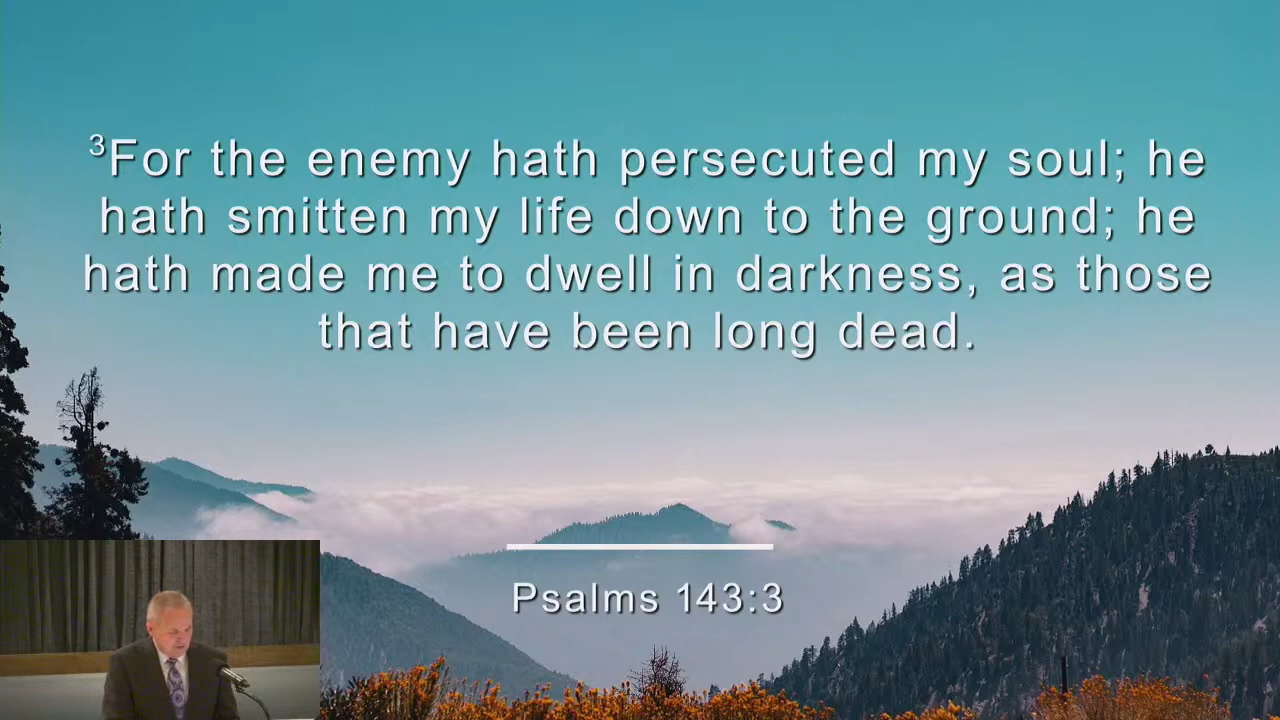 ³For the enemy hath persecuted my soul; he
hath smitten my life down to the ground; he
hath made me to dwell in darkness, as those
that have been long dead.
Psalms 143:3